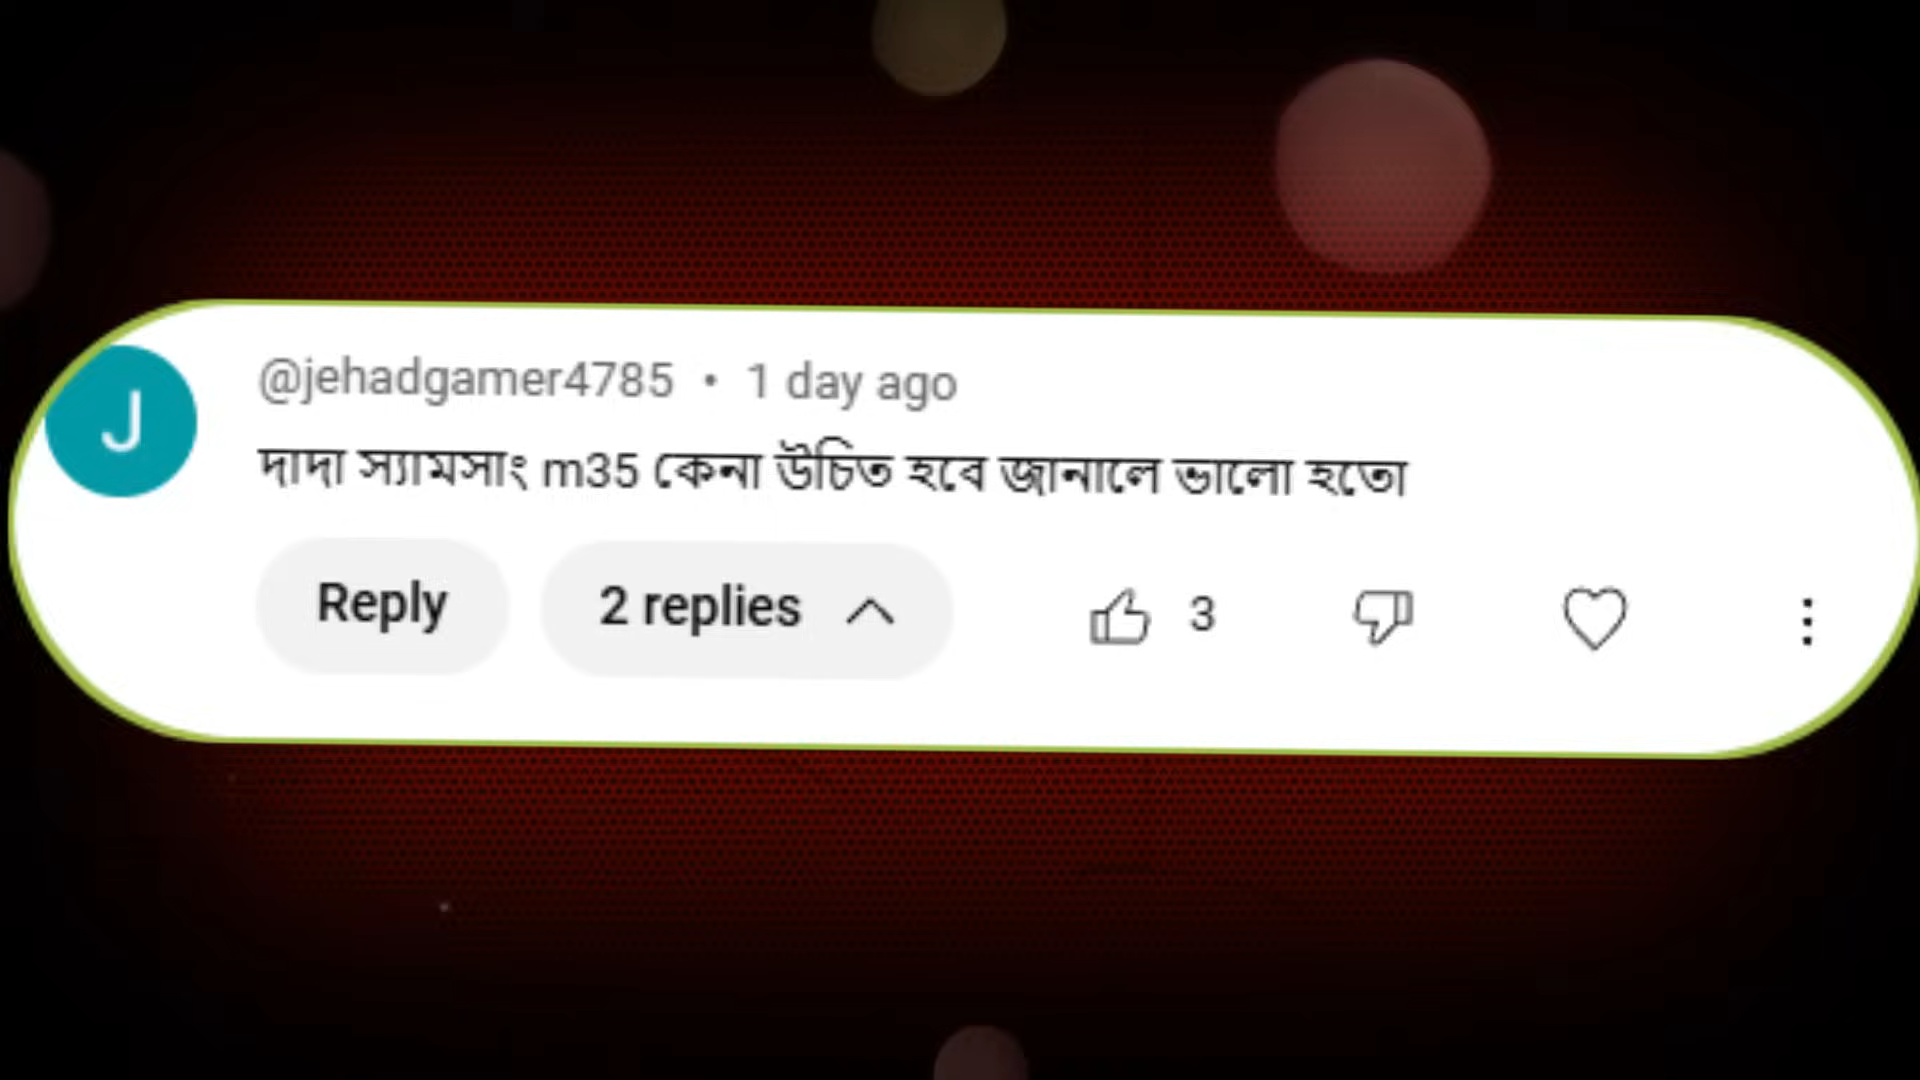 J
@jehadgamer4785 • 1 day ago
দাদা স্যামসাং m35 কেনা উচিত হবে জানালে ভালো হতো
Reply 2 replies 3